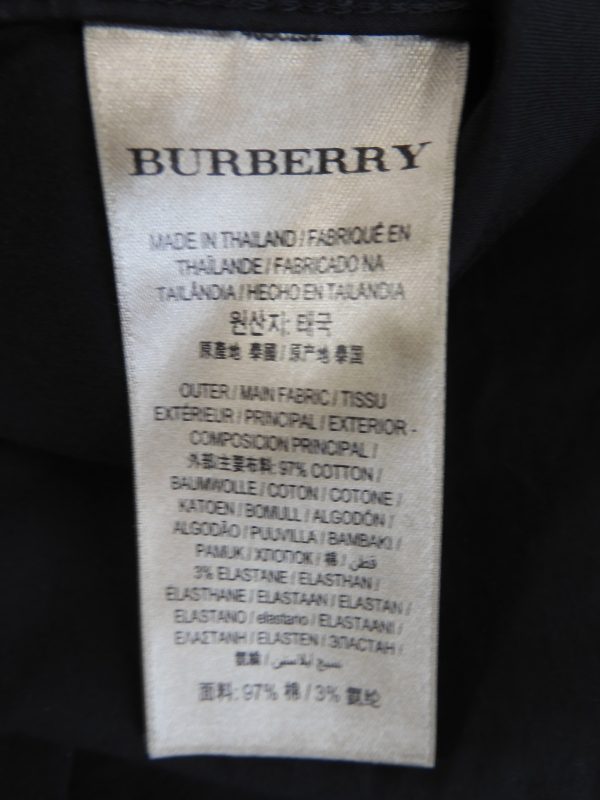 BURBERRY
MADE IN THAILAND / FABRIQUÉ EN
THAÏLANDE / FABRICADO NA
TAILÂNDIA / HECHO EN TAILANDIA
원산지: 태국
原產地 泰國 / 原产地 泰国
OUTER / MAIN FABRIC / TISSU
EXTÉRIEUR / PRINCIPAL / EXTERIOR -
COMPOSICION PRINCIPAL /
外部/主要布料: 97% COTTON /
BAUMWOLLE / COTON / COTONE /
KATOEN / BOMULL / ALGODÓN /
ALGODÃO / PUUVILLA / BAMBAKI /
PAMUK / ХЛОПОК / 棉 / قطن /
3% ELASTANE / ELASTHAN /
ÉLASTHANE / ELASTAAN / ELASTAN /
ELASTANO / elastano / ELASTAANI /
ΕΛΑΣΤΑΝΗ / ELASTEN / ЭЛАСТАН /
氨綸 / نسيج إيلاستين /
面料: 97% 棉 / 3% 氨纶